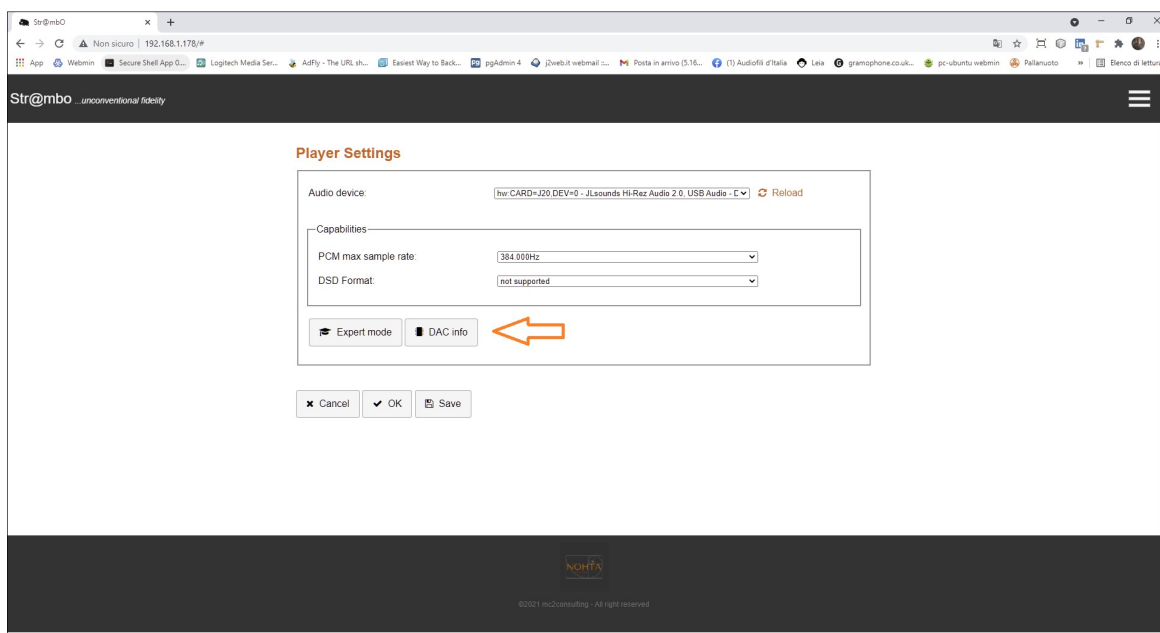 Str@mbO
Non sicuro | 192.168.1.178/#
App Webmin Secure Shell App 0... Logitech Media Ser... AdFly - The URL sh... Easiest Way to Back... pgAdmin 4 j2web.it webmail ::... Posta in arrivo (5.16... (1) Audiofili d'Italia Leia gramophone.co.uk... pc-ubuntu webmin Pallanuoto » Elenco di lettura
Str@mbo ...unconventional fidelity
Player Settings
Audio device: hw:CARD=J20,DEV=0 - JLsounds Hi-Rez Audio 2.0, USB Audio - D Reload
Capabilities
PCM max sample rate: 384.000Hz
DSD Format: not supported
Expert mode DAC info
Cancel OK Save
NOHTA
©2021 mc2consulting - All right reserved